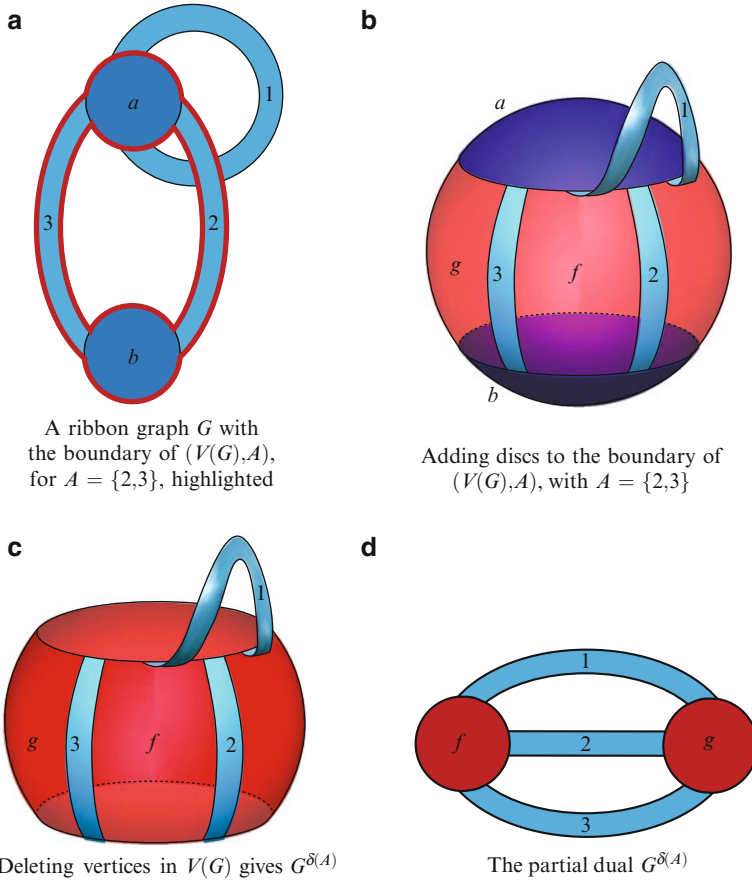 a
a
1
3
2
b
A ribbon graph G with
the boundary of (V(G),A),
for A = {2,3}, highlighted
b
a
1
g
f
3
2
b
Adding discs to the boundary of
(V(G),A), with A = {2,3}
c
1
g
3
f
2
Deleting vertices in V(G) gives G^δ(A)
d
1
f
2
g
3
The partial dual G^δ(A)